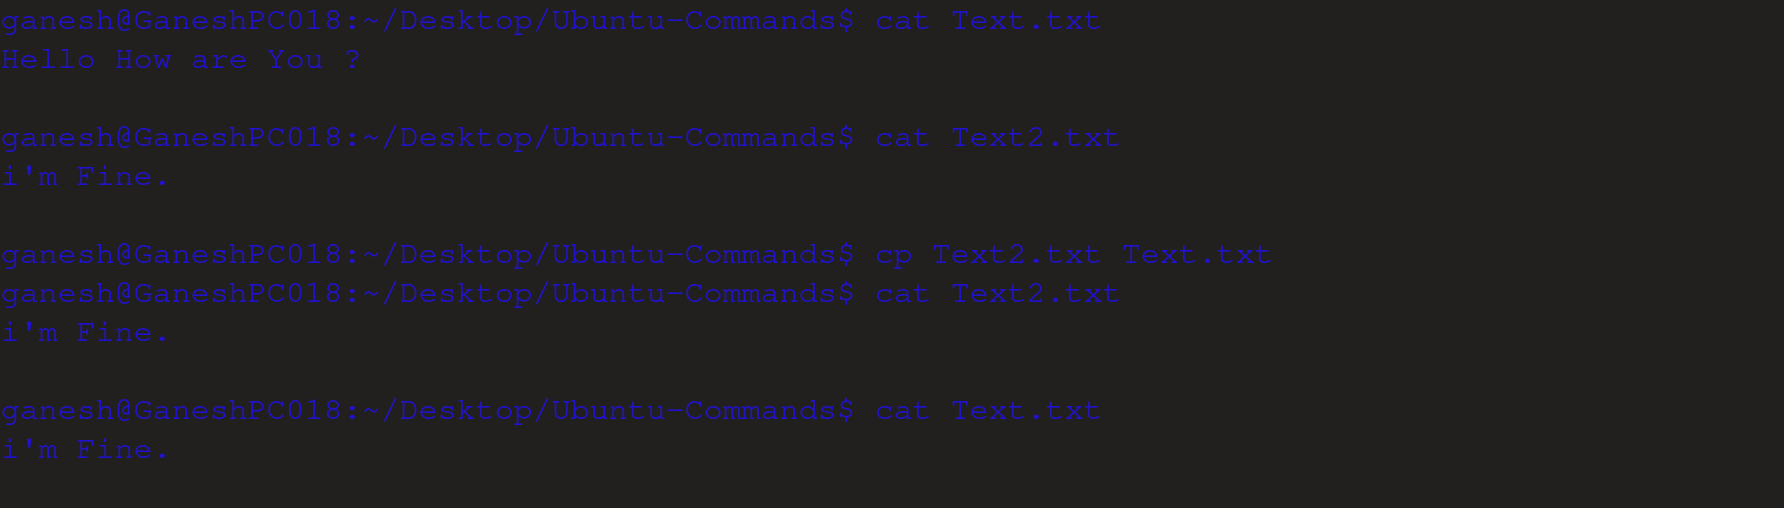 ganesh@GaneshPC018:~/Desktop/Ubuntu-Commands$ cat Text.txt
Hello How are You ?
ganesh@GaneshPC018:~/Desktop/Ubuntu-Commands$ cat Text2.txt
i'm Fine.
ganesh@GaneshPC018:~/Desktop/Ubuntu-Commands$ cp Text2.txt Text.txt
ganesh@GaneshPC018:~/Desktop/Ubuntu-Commands$ cat Text2.txt
i'm Fine.
ganesh@GaneshPC018:~/Desktop/Ubuntu-Commands$ cat Text.txt
i'm Fine.